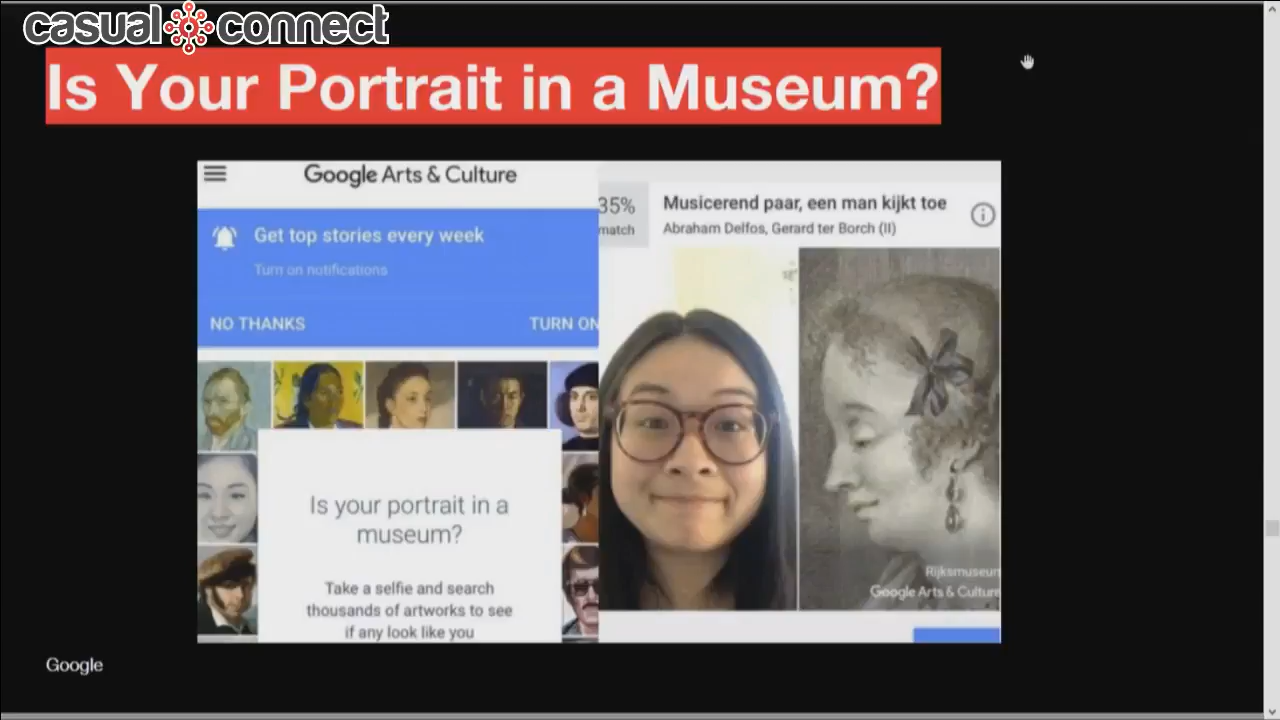 casual connect
Is Your Portrait in a Museum?
Google Arts & Culture
Get top stories every week
Turn on notifications
NO THANKS
TURN ON
Is your portrait in a
museum?
Take a selfie and search
thousands of artworks to see
if any look like you
35%
match
Musicerend paar, een man kijkt toe
Abraham Delfos, Gerard ter Borch (II)
Rijksmuseum
Google Arts & Culture
Google